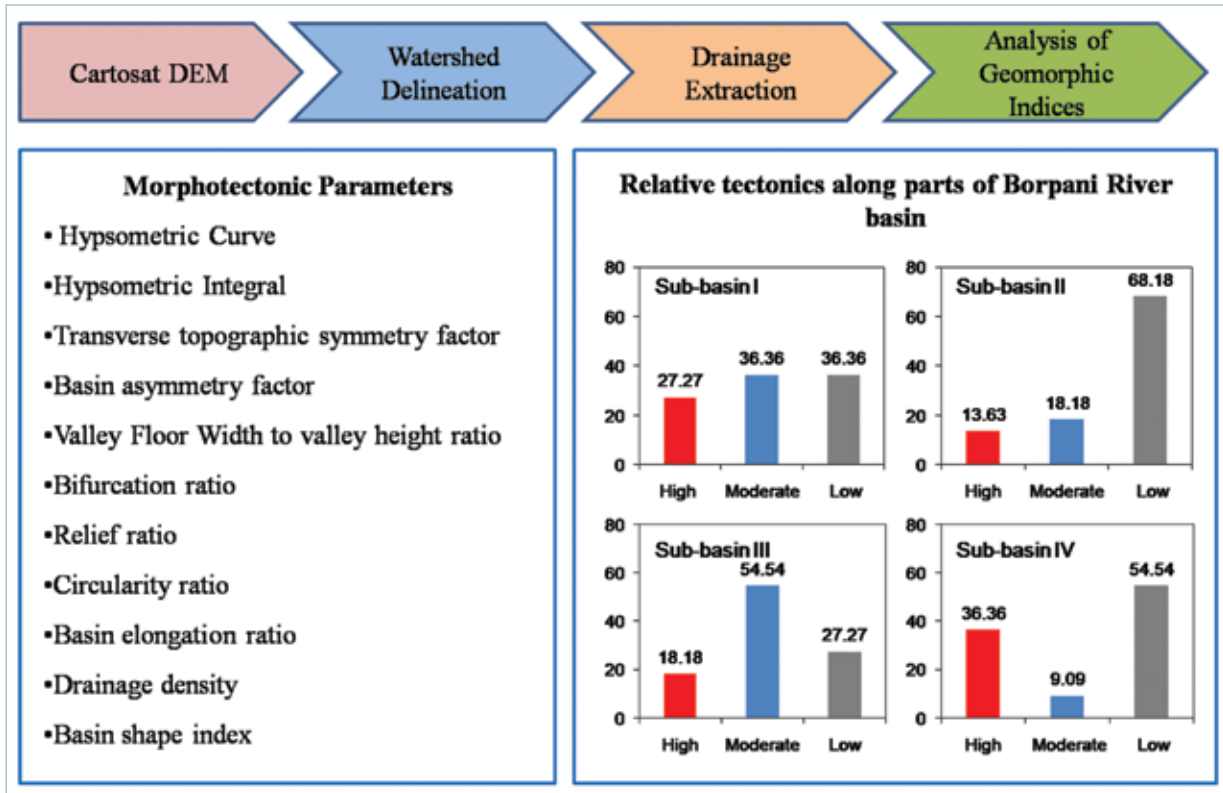 Cartosat DEM
Watershed
Delineation
Drainage
Extraction
Analysis of
Geomorphic
Indices
Morphotectonic Parameters
• Hypsometric Curve
•Hypsometric Integral
•Transverse topographic symmetry factor
•Basin asymmetry factor
•Valley Floor Width to valley height ratio
•Bifurcation ratio
•Relief ratio
•Circularity ratio
•Basin elongation ratio
•Drainage density
•Basin shape index
Relative tectonics along parts of Borpani River
basin
Sub-basin I
80
60
40
20
0
27.27
36.36
36.36
High Moderate Low
Sub-basin II
80
60
40
20
0
13.63
18.18
68.18
High Moderate Low
Sub-basin III
80
60
40
20
0
18.18
54.54
27.27
High Moderate Low
Sub-basin IV
80
60
40
20
0
36.36
9.09
54.54
High Moderate Low